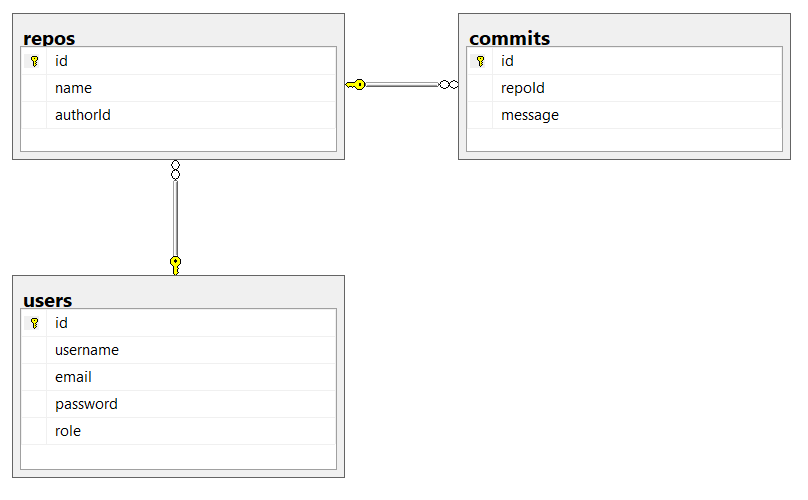 repos
id
name
authorId
commits
id
repoId
message
users
id
username
email
password
role